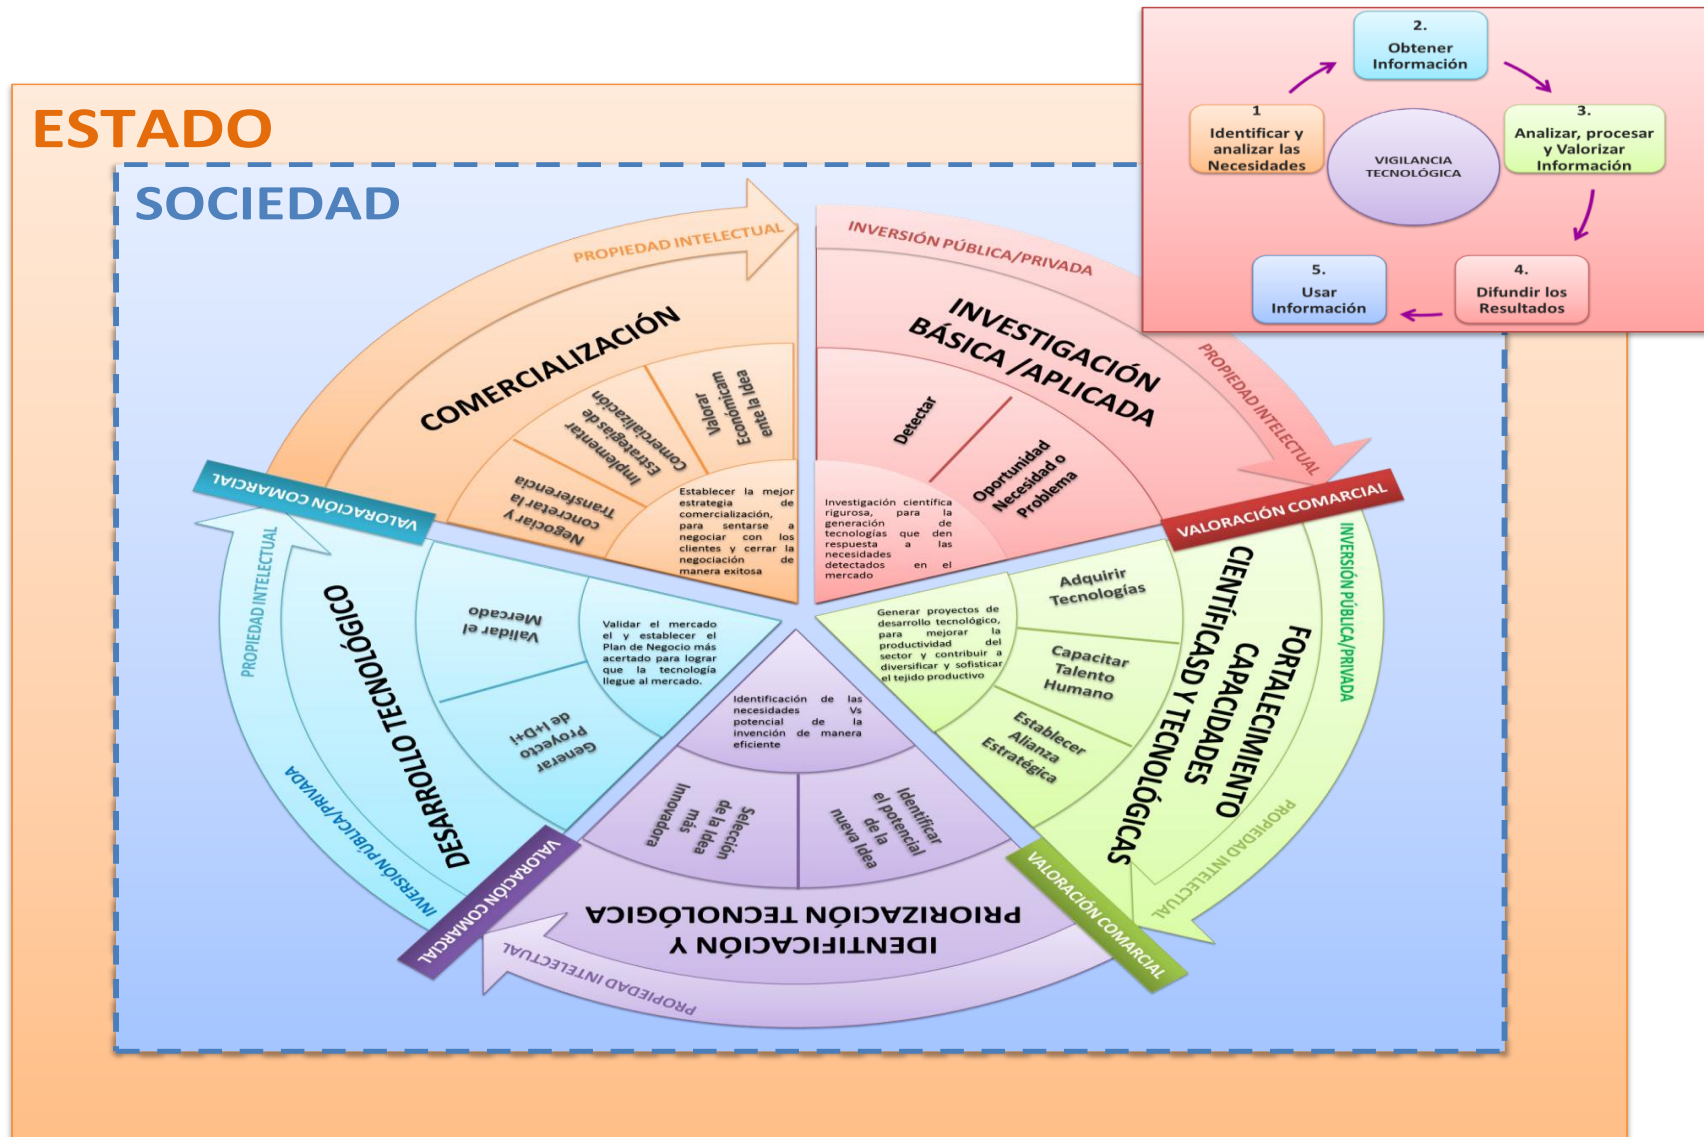 ESTADO
SOCIEDAD
2.
Obtener
Información
1
Identificar y
analizar las
Necesidades
3.
Analizar, procesar
y Valorizar
Información
VIGILANCIA
TECNOLÓGICA
5.
Usar
Información
4.
Difundir los
Resultados
PROPIEDAD INTELECTUAL
COMERCIALIZACIÓN
Valorar
Económicam
ente la Idea
Implementar
Estrategias de
Comercialización
Negociar y
concretar la
Transferencia
Establecer la mejor
estrategia de
comercialización,
para sentarse a
negociar con los
clientes y cerrar la
negociación de
manera exitosa
INVERSIÓN PÚBLICA/PRIVADA
PROPIEDAD INTELECTUAL
INVESTIGACIÓN
BÁSICA /APLICADA
Detectar
Oportunidad
Necesidad o
Problema
Investigación científica
rigurosa, para la
generación de
tecnologías que den
respuesta a las
necesidades
detectados en el
mercado
VALORACIÓN COMARCIAL
INVERSIÓN PÚBLICA/PRIVADA
PROPIEDAD INTELECTUAL
FORTALECIMIENTO
CAPACIDADES
CIENTÍFICASD Y TECNOLÓGICAS
Adquirir
Tecnologías
Capacitar
Talento
Humano
Establecer
Alianza
Estratégica
Generar proyectos de
desarrollo tecnológico,
para mejorar la
productividad del
sector y contribuir a
diversificar y sofisticar
el tejido productivo
VALORACIÓN COMARCIAL
PROPIEDAD INTELECTUAL
IDENTIFICACIÓN Y
PRIORIZACIÓN TECNOLÓGICA
Identificar
el potencial
de la
nueva Idea
Selección
de la Idea
más
Innovadora
Identificación de las
necesidades Vs
potencial de la
invención de manera
eficiente
VALORACIÓN COMARCIAL
INVERSIÓN PÚBLICA/PRIVADA
PROPIEDAD INTELECTUAL
DESARROLLO TECNOLÓGICO
Generar
Proyecto
de I+D+i
Validar el
Mercado
Validar el mercado
el y establecer el
Plan de Negocio más
acertado para lograr
que la tecnología
llegue al mercado.
VALORACIÓN COMARCIAL